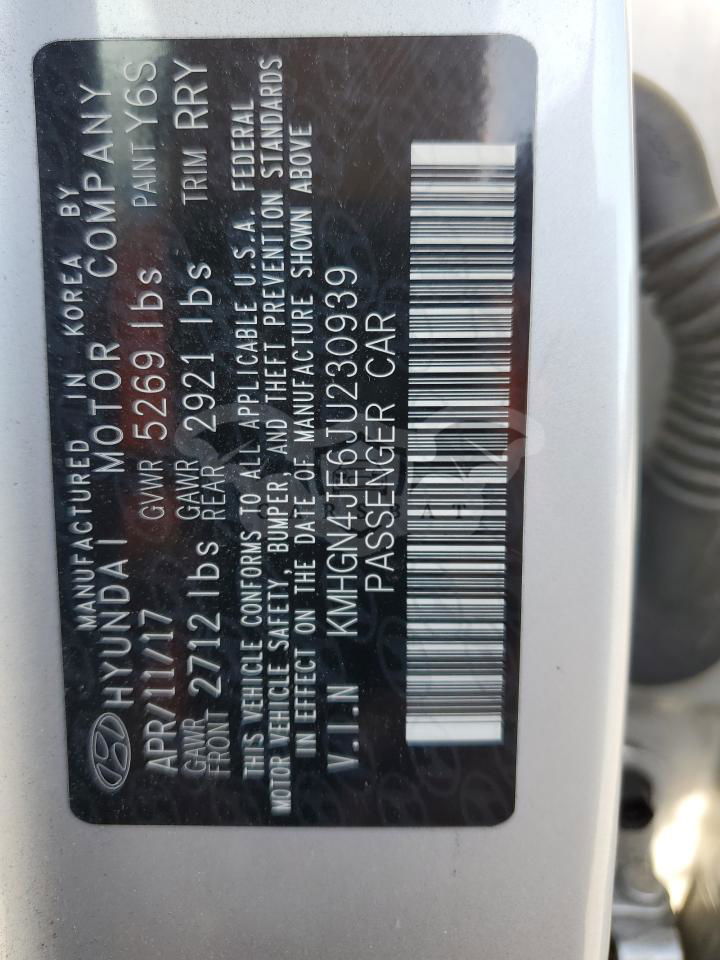 MANUFACTURED IN KOREA BY
HYUNDAI MOTOR COMPANY
APR/11/17 GVWR 5269 lbs PAINT Y6S
GAWR FRONT 2712 lbs GAWR REAR 2921 lbs TRIM RRY
THIS VEHICLE CONFORMS TO ALL APPLICABLE U.S.A. FEDERAL
MOTOR VEHICLE SAFETY, BUMPER AND THEFT PREVENTION STANDARDS
IN EFFECT ON THE DATE OF MANUFACTURE SHOWN ABOVE
V.I.N KMHGN4JE6JU230939
PASSENGER CAR